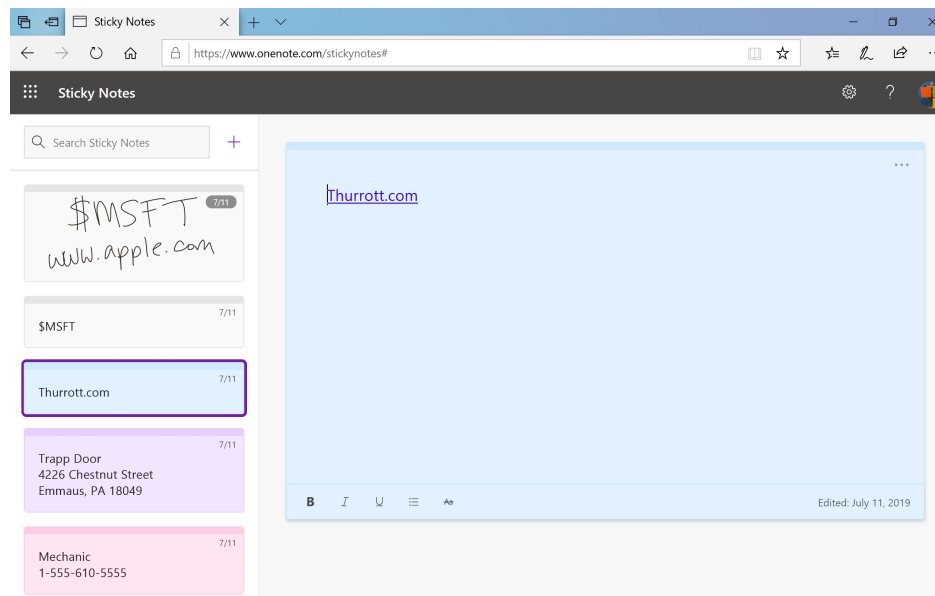 Sticky Notes
https://www.onenote.com/stickynotes#
Sticky Notes
?
Search Sticky Notes
7/11
$MSFT
www.apple.com
7/11
$MSFT
7/11
Thurrott.com
7/11
Trapp Door
4226 Chestnut Street
Emmaus, PA 18049
7/11
Mechanic
1-555-610-5555
Thurrott.com
B I U Aa
Edited: July 11, 2019